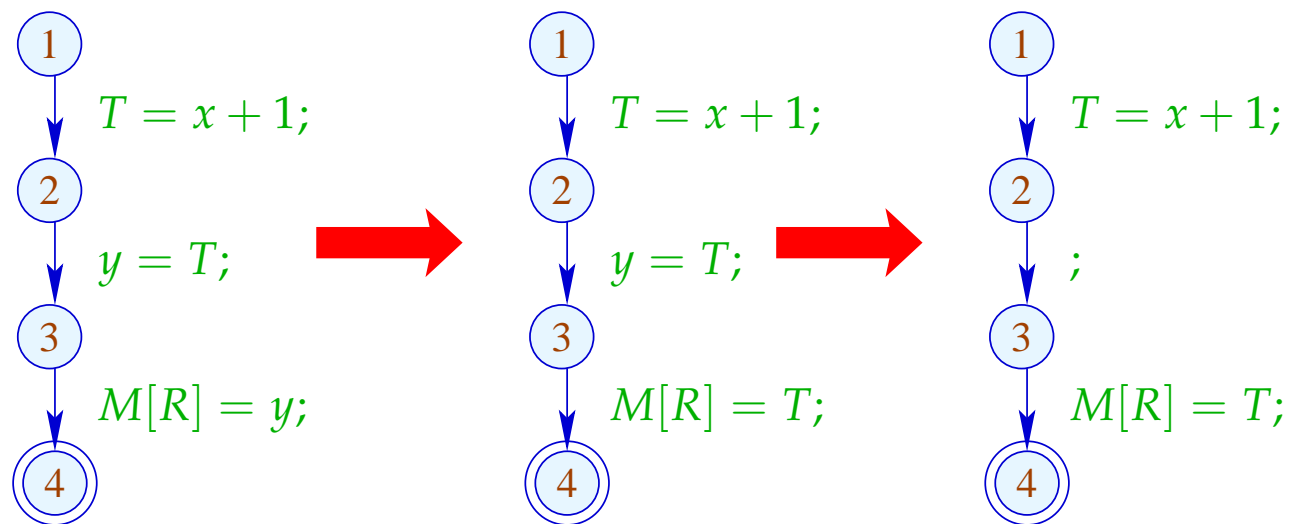 1 1 1
T = x + 1; T = x + 1; T = x + 1;
2 2 2
y = T; y = T; ;
3 3 3
M[R] = y; M[R] = T; M[R] = T;
4 4 4